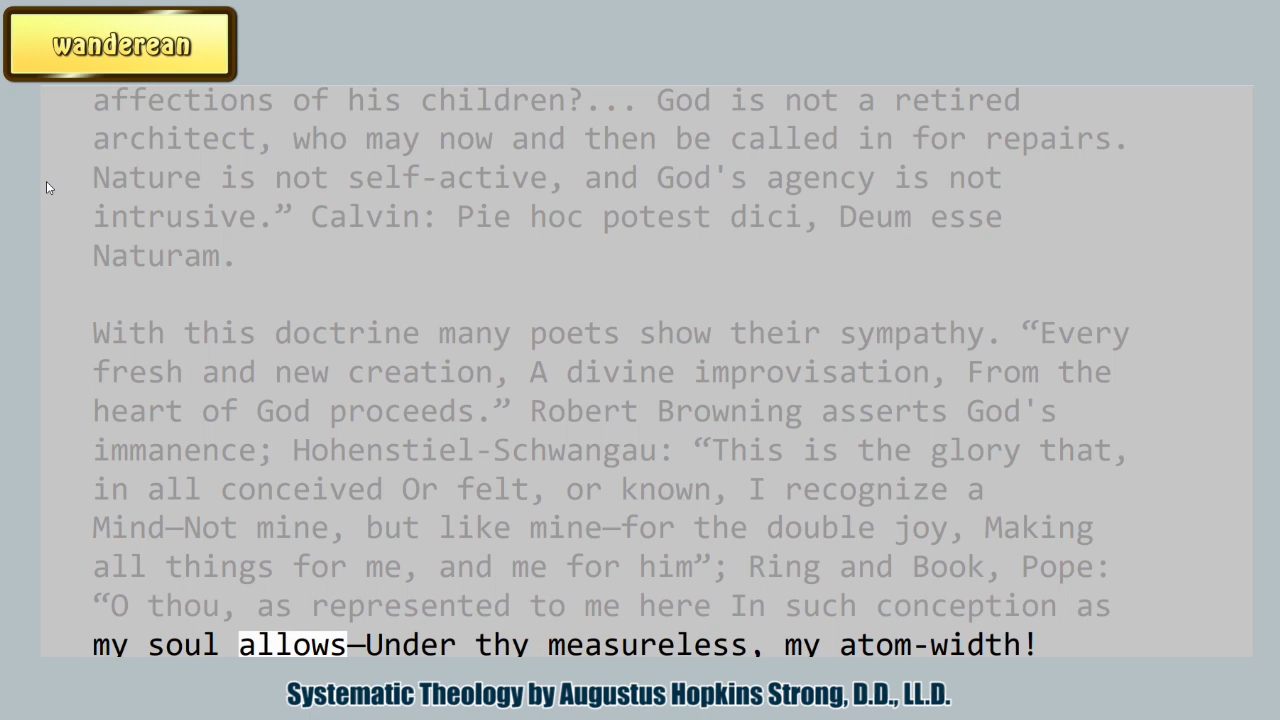 wanderean
affections of his children?... God is not a retired
architect, who may now and then be called in for repairs.
Nature is not self-active, and God's agency is not
intrusive.” Calvin: Pie hoc potest dici, Deum esse
Naturam.
With this doctrine many poets show their sympathy. “Every
fresh and new creation, A divine improvisation, From the
heart of God proceeds.” Robert Browning asserts God's
immanence; Hohenstiel-Schwangau: “This is the glory that,
in all conceived Or felt, or known, I recognize a
Mind—Not mine, but like mine—for the double joy, Making
all things for me, and me for him”; Ring and Book, Pope:
“O thou, as represented to me here In such conception as
my soul allows—Under thy measureless, my atom-width!
Systematic Theology by Augustus Hopkins Strong, D.D., LL.D.